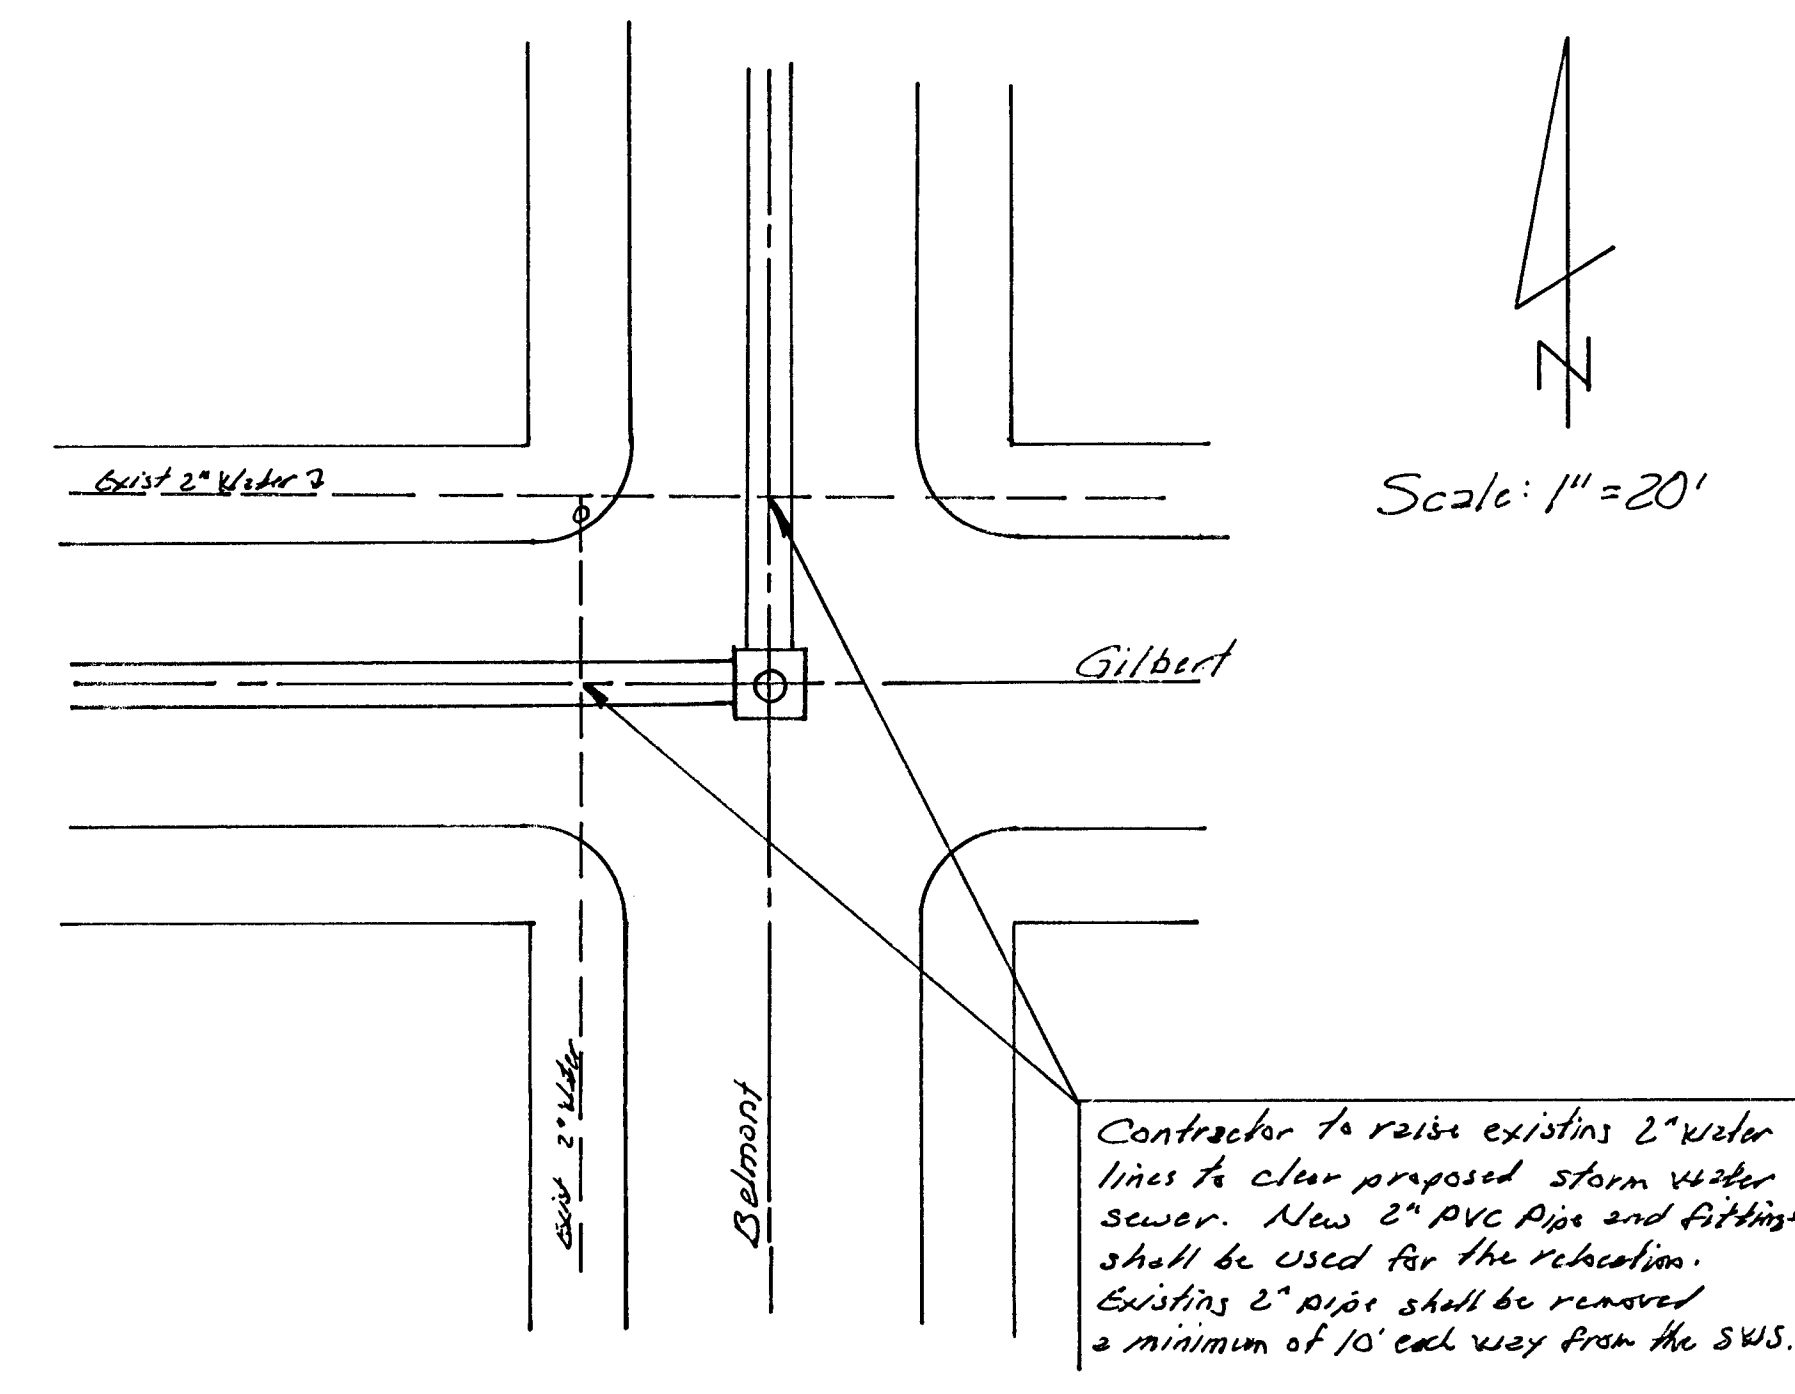 Exist 2" Water
N
Scale: 1" = 20'
Gilbert
Exist 2" Water
Belmont
Contractor to raise existing 2" water
lines to clear proposed storm water
sewer. New 2" PVC Pipe and fittings
shall be used for the relocation.
Existing 2" pipe shall be removed
a minimum of 10' each way from the SWS.